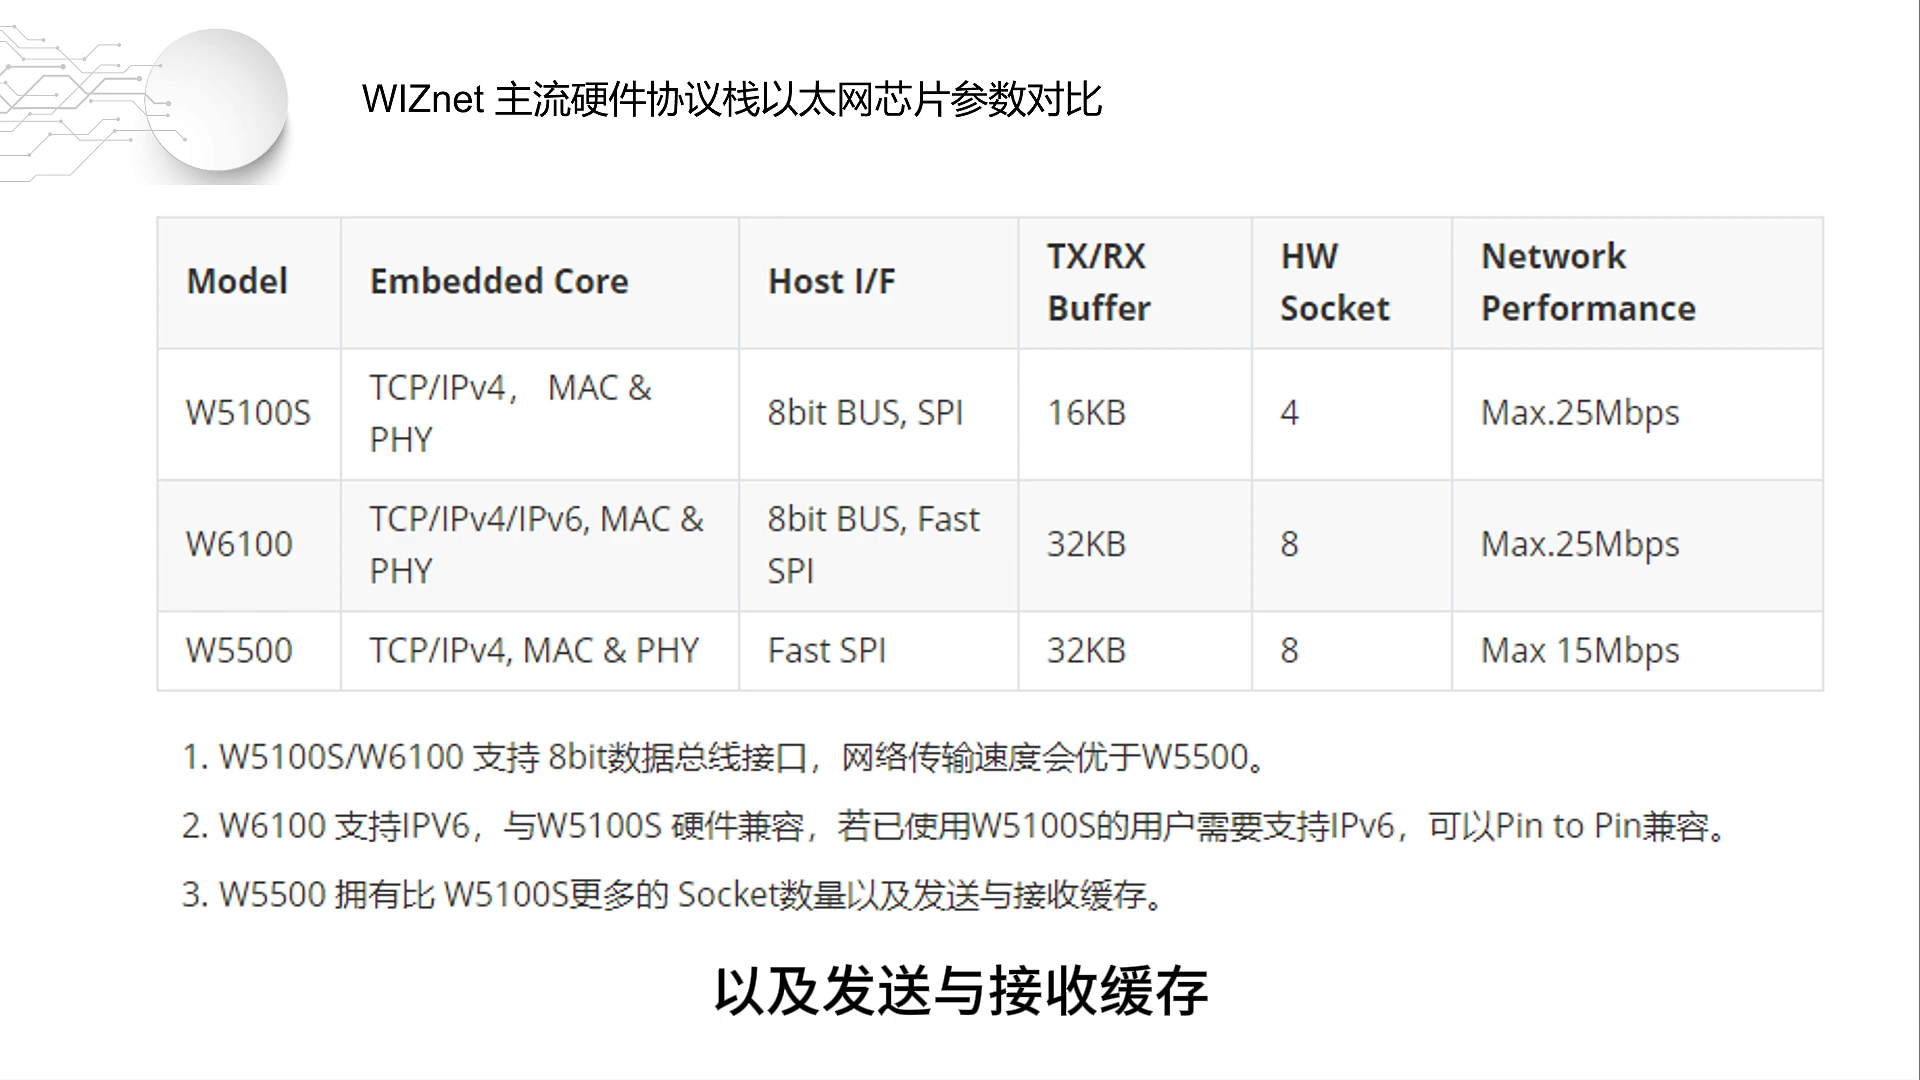 WIZnet 主流硬件协议栈以太网芯片参数对比
Model
Embedded Core
Host I/F
TX/RX
Buffer
HW
Socket
Network
Performance
W5100S
TCP/IPv4， MAC &
PHY
8bit BUS, SPI
16KB
4
Max.25Mbps
W6100
TCP/IPv4/IPv6, MAC &
PHY
8bit BUS, Fast
SPI
32KB
8
Max.25Mbps
W5500
TCP/IPv4, MAC & PHY
Fast SPI
32KB
8
Max 15Mbps
1. W5100S/W6100 支持 8bit数据总线接口，网络传输速度会优于W5500。
2. W6100 支持IPV6，与W5100S 硬件兼容，若已使用W5100S的用户需要支持IPv6，可以Pin to Pin兼容。
3. W5500 拥有比 W5100S更多的 Socket数量以及发送与接收缓存。
以及发送与接收缓存